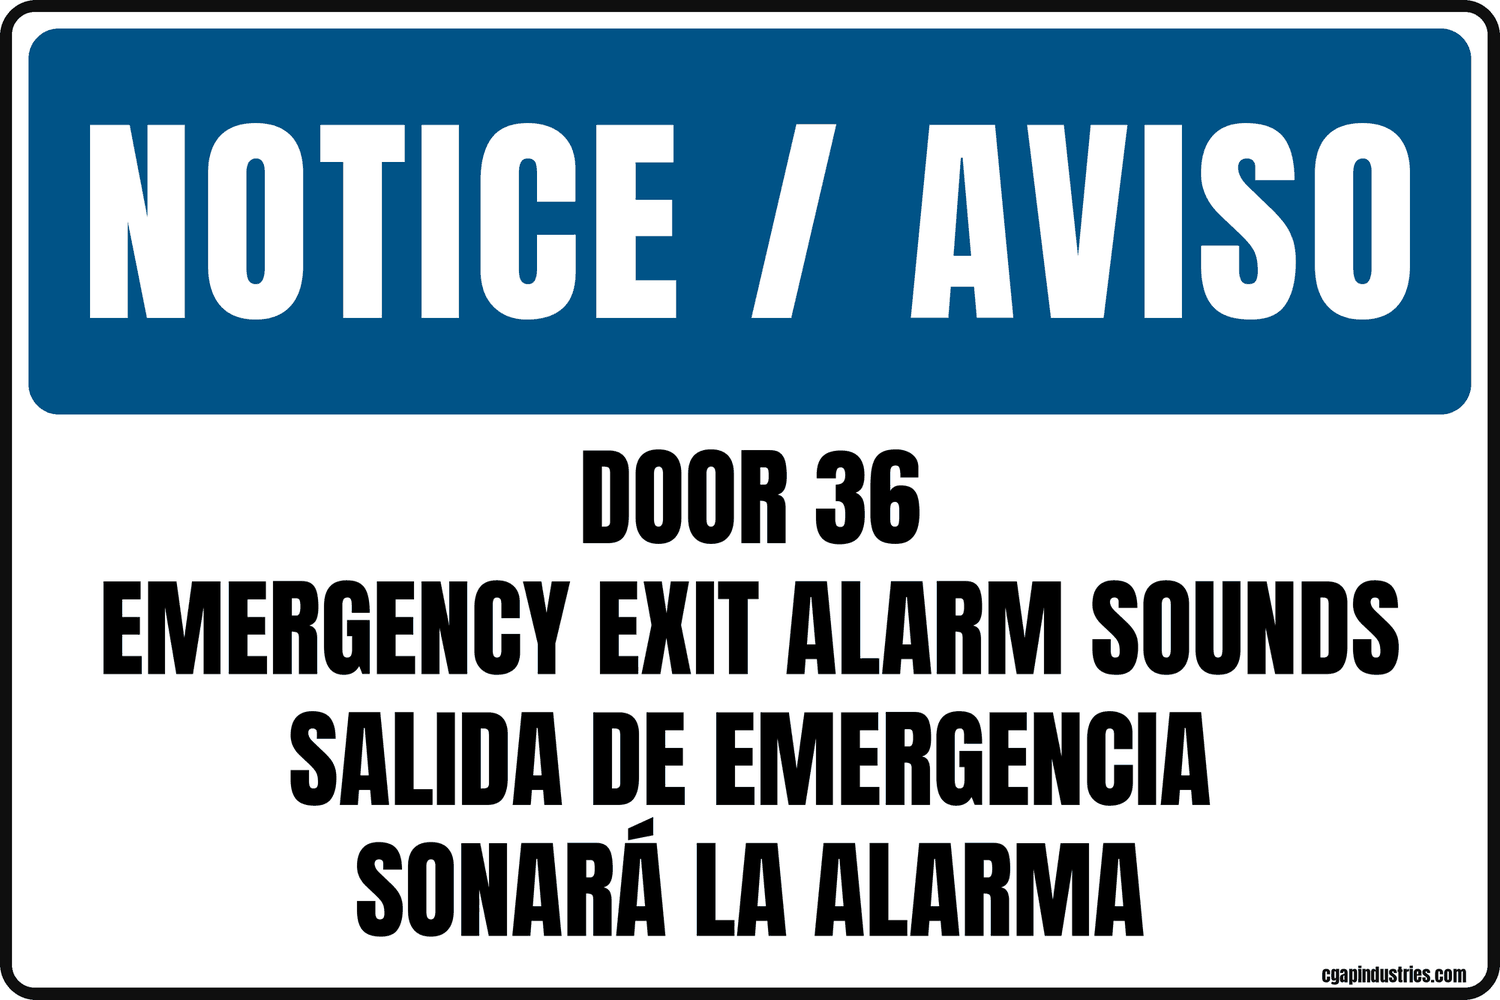 NOTICE / AVISO
DOOR 36
EMERGENCY EXIT ALARM SOUNDS
SALIDA DE EMERGENCIA
SONARÁ LA ALARMA
cgapindustries.com